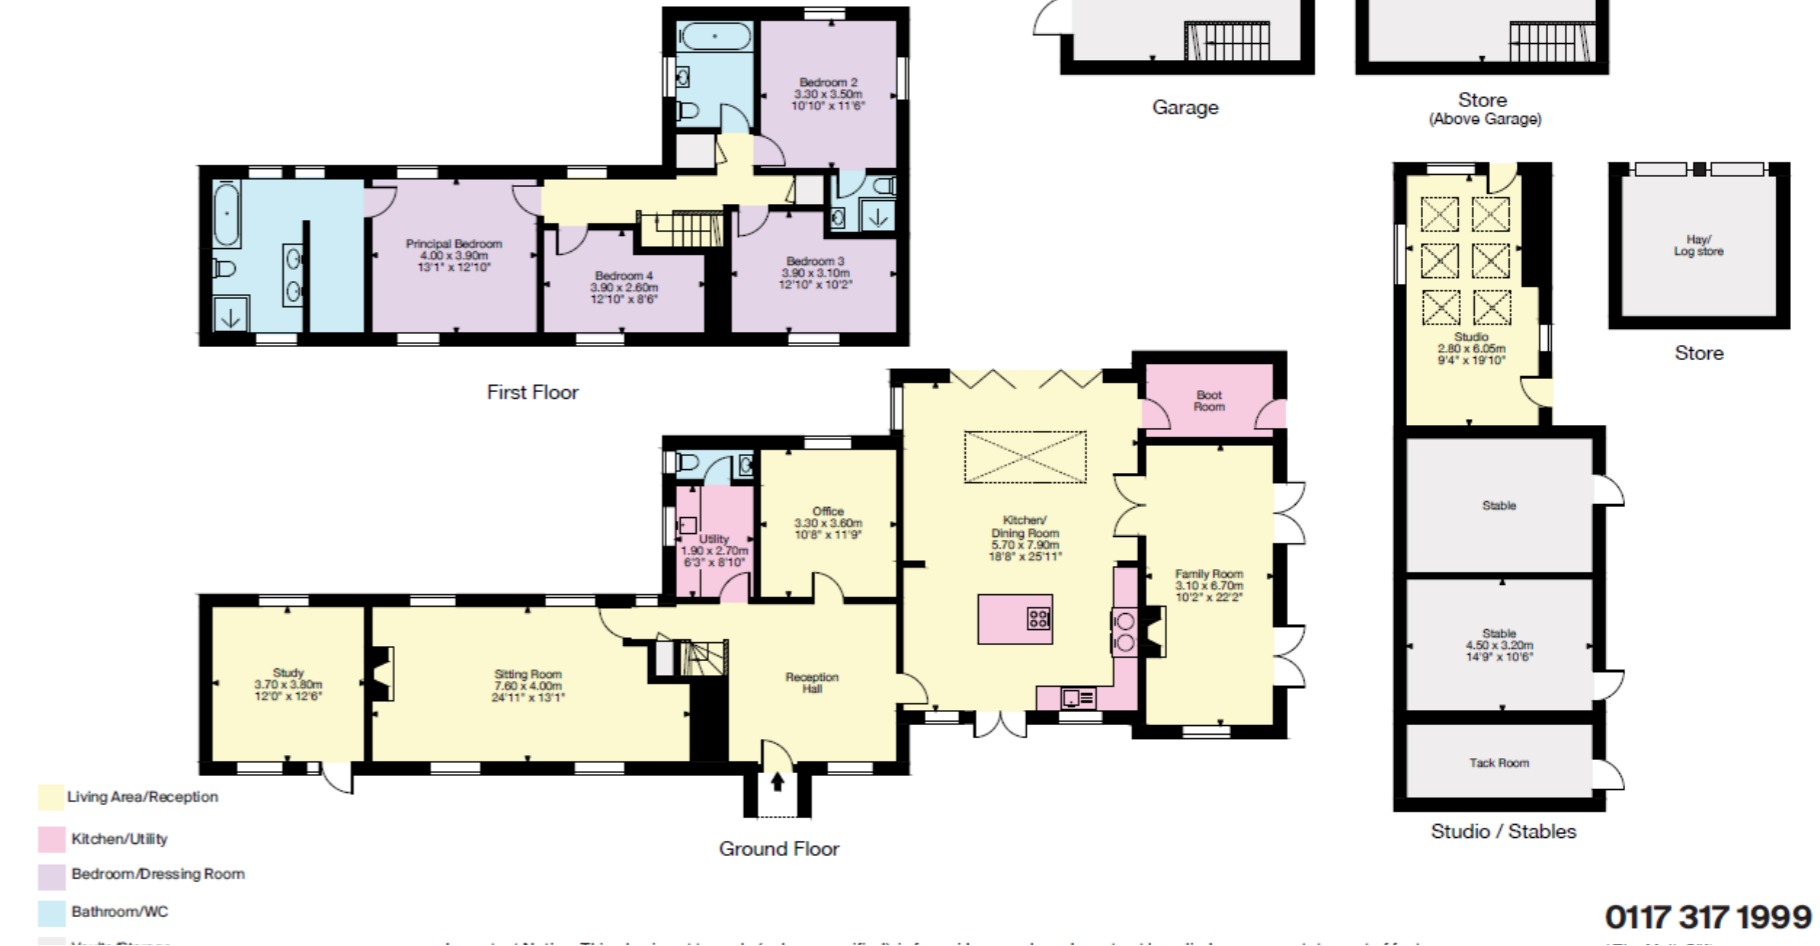 Garage
Store
(Above Garage)
Bedroom 2
3.30 x 3.50m
10'10" x 11'6"
Principal Bedroom
4.00 x 3.90m
13'1" x 12'10"
Bedroom 4
3.90 x 2.60m
12'10" x 8'6"
Bedroom 3
3.90 x 3.10m
12'10" x 10'2"
First Floor
Hay/
Log store
Store
Studio
2.80 x 6.05m
9'4" x 19'10"
Stable
Stable
4.50 x 3.20m
14'9" x 10'6"
Tack Room
Studio / Stables
Boot
Room
Office
3.30 x 3.60m
10'8" x 11'9"
Utility
1.90 x 2.70m
6'3" x 8'10"
Kitchen/
Dining Room
5.70 x 7.90m
18'8" x 25'11"
Family Room
3.10 x 6.70m
10'2" x 22'2"
Study
3.70 x 3.80m
12'0" x 12'6"
Sitting Room
7.60 x 4.00m
24'11" x 13'1"
Reception
Hall
Ground Floor
Living Area/Reception
Kitchen/Utility
Bedroom/Dressing Room
Bathroom/WC
0117 317 1999